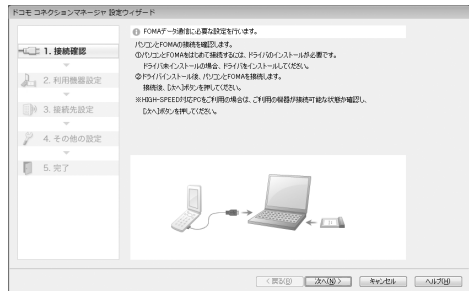 ドコモ コネクションマネージャ 設定ウィザード
FOMAデータ通信に必要な設定を行います。
1. 接続確認
2. 利用機器設定
3. 接続先設定
4. その他の設定
5. 完了
パソコンとFOMAの接続を確認します。
①パソコンとFOMAをはじめて接続するには、ドライバのインストールが必要です。
ドライバ未インストールの場合、ドライバをインストールしてください。
②ドライバインストール後、パソコンとFOMAを接続します。
接続後、[次へ]ボタンを押してください。
※HIGH-SPEED対応PCをご利用の場合は、ご利用の機器が接続可能な状態か確認し、
[次へ]ボタンを押してください。
< 戻る(B)
次へ(N) >
キャンセル
ヘルプ(H)